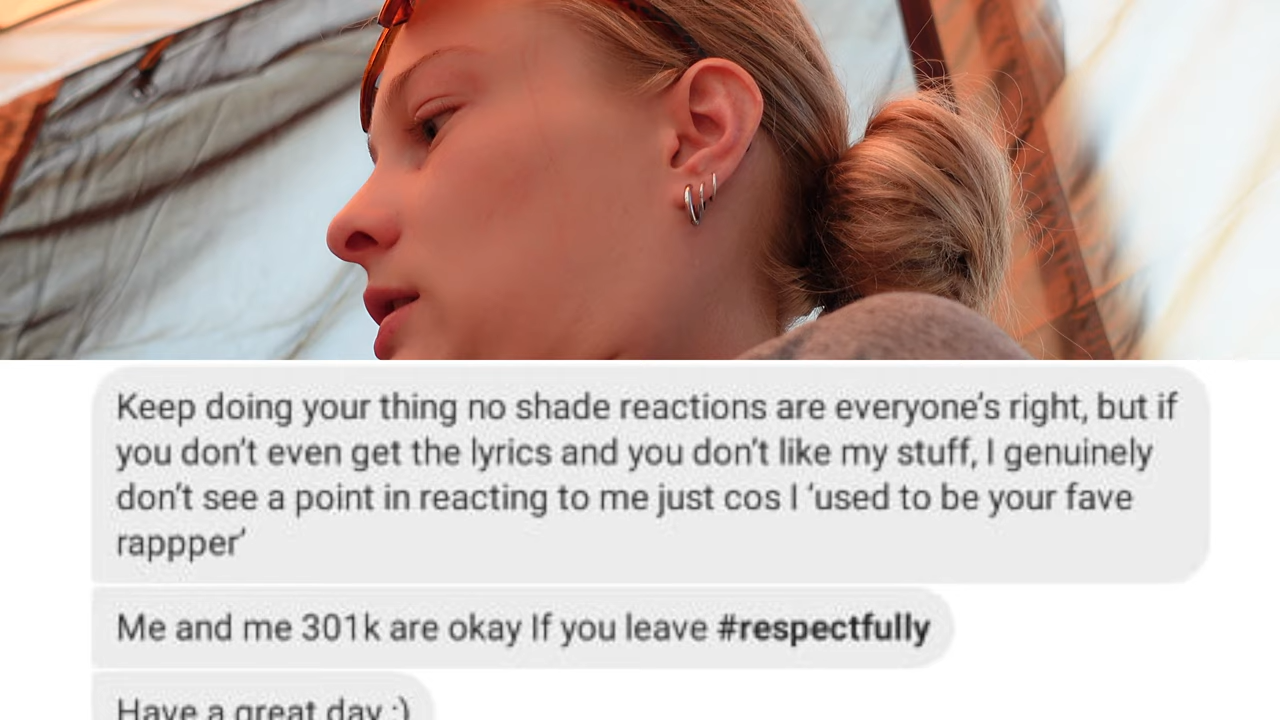 Keep doing your thing no shade reactions are everyone's right, but if
you don't even get the lyrics and you don't like my stuff, I genuinely
don't see a point in reacting to me just cos I 'used to be your fave
rappper'
Me and me 301k are okay If you leave #respectfully
Have a great day :)